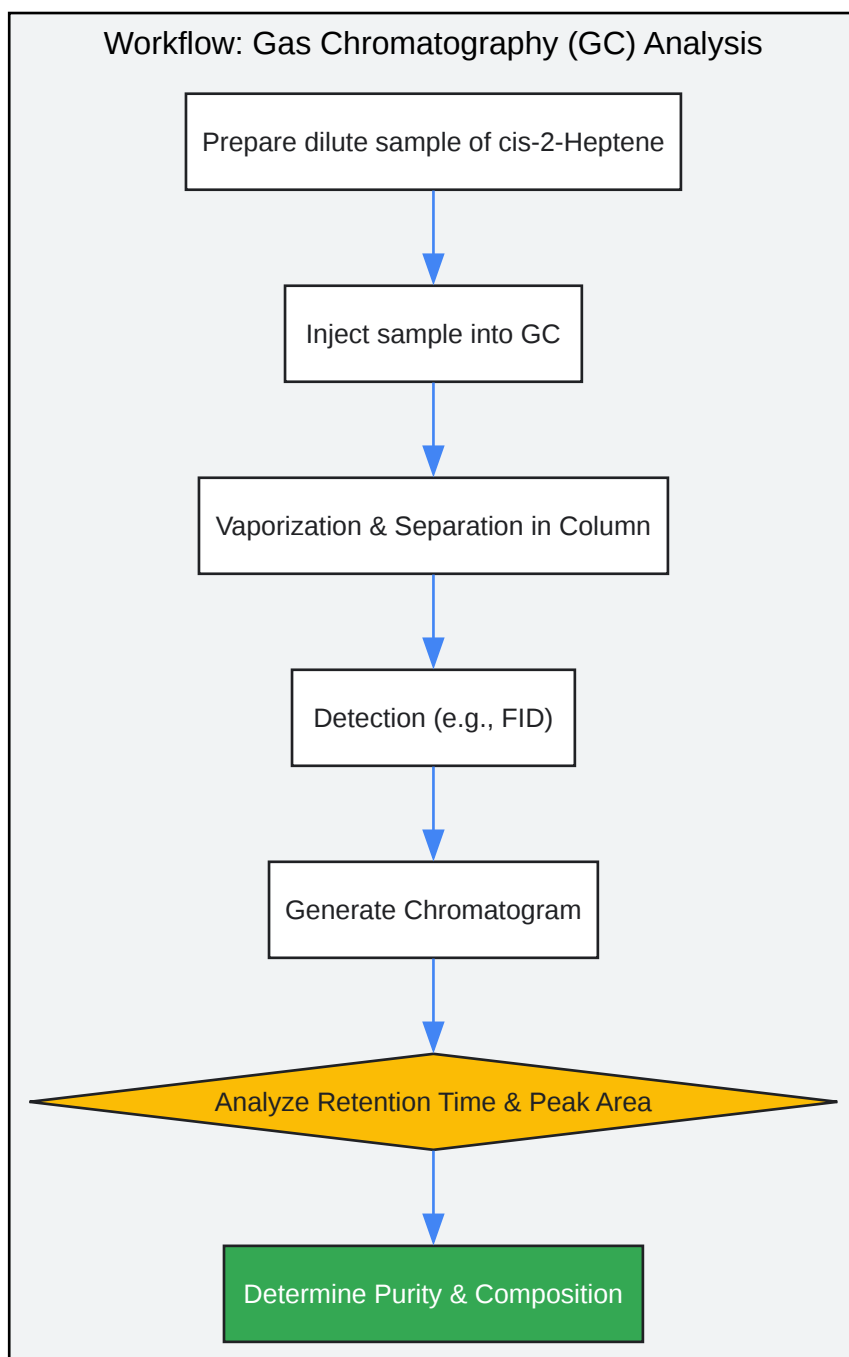 Workflow: Gas Chromatography (GC) Analysis
Prepare dilute sample of cis-2-Heptene
Inject sample into GC
Vaporization & Separation in Column
Detection (e.g., FID)
Generate Chromatogram
Analyze Retention Time & Peak Area
Determine Purity & Composition